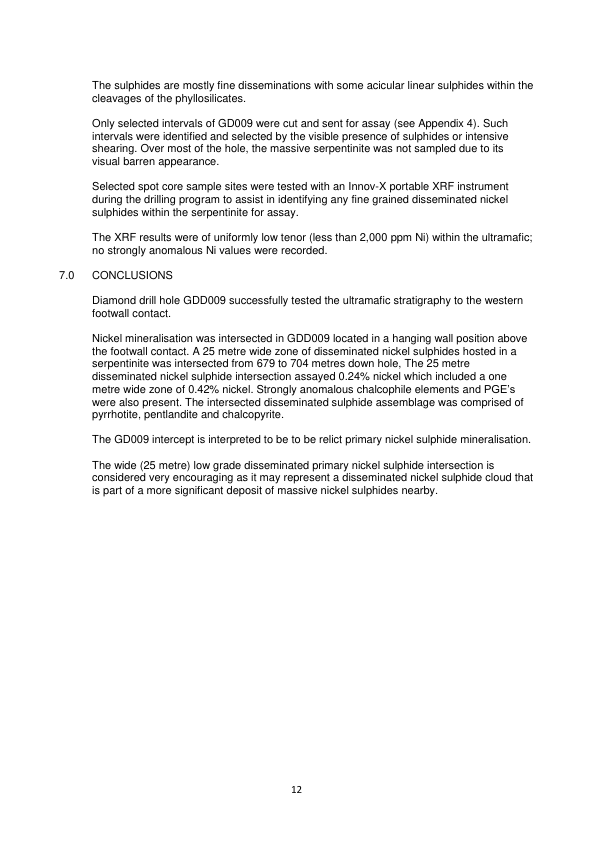 The sulphides are mostly fine disseminations with some acicular linear sulphides within the
cleavages of the phyllosilicates.
Only selected intervals of GD009 were cut and sent for assay (see Appendix 4). Such
intervals were identified and selected by the visible presence of sulphides or intensive
shearing. Over most of the hole, the massive serpentinite was not sampled due to its
visual barren appearance.
Selected spot core sample sites were tested with an Innov-X portable XRF instrument
during the drilling program to assist in identifying any fine grained disseminated nickel
sulphides within the serpentinite for assay.
The XRF results were of uniformly low tenor (less than 2,000 ppm Ni) within the ultramafic;
no strongly anomalous Ni values were recorded.
7.0 CONCLUSIONS
Diamond drill hole GDD009 successfully tested the ultramafic stratigraphy to the western
footwall contact.
Nickel mineralisation was intersected in GDD009 located in a hanging wall position above
the footwall contact. A 25 metre wide zone of disseminated nickel sulphides hosted in a
serpentinite was intersected from 679 to 704 metres down hole, The 25 metre
disseminated nickel sulphide intersection assayed 0.24% nickel which included a one
metre wide zone of 0.42% nickel. Strongly anomalous chalcophile elements and PGE's
were also present. The intersected disseminated sulphide assemblage was comprised of
pyrrhotite, pentlandite and chalcopyrite.
The GD009 intercept is interpreted to be to be relict primary nickel sulphide mineralisation.
The wide (25 metre) low grade disseminated primary nickel sulphide intersection is
considered very encouraging as it may represent a disseminated nickel sulphide cloud that
is part of a more significant deposit of massive nickel sulphides nearby.
12